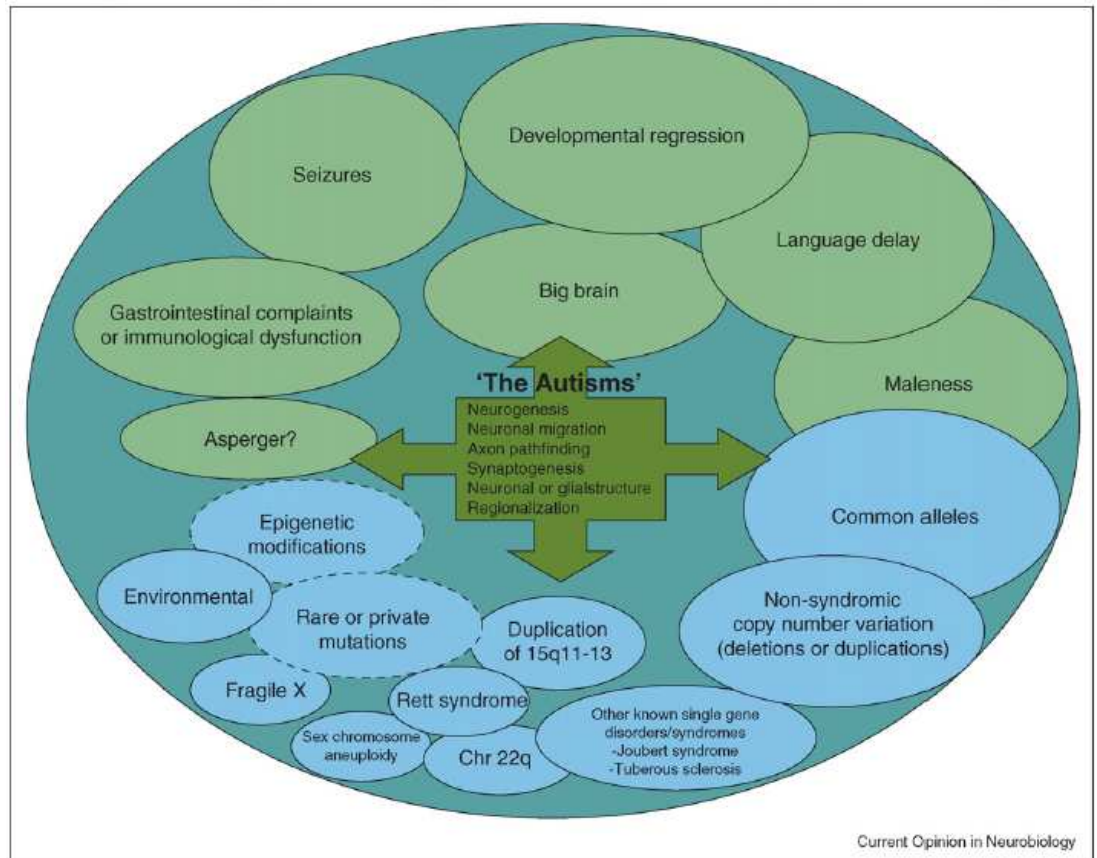 Developmental regression
Seizures
Language delay
Big brain
Gastrointestinal complaints
or immunological dysfunction
Maleness
Asperger?
'The Autisms'
Neurogenesis
Neuronal migration
Axon pathfinding
Synaptogenesis
Neuronal or glialstructure
Regionalization
Common alleles
Epigenetic
modifications
Environmental
Rare or private
mutations
Duplication
of 15q11-13
Non-syndromic
copy number variation
(deletions or duplications)
Fragile X
Rett syndrome
Sex chromosome
aneuploidy
Chr 22q
Other known single gene
disorders/syndromes
-Joubert syndrome
-Tuberous sclerosis
Current Opinion in Neurobiology